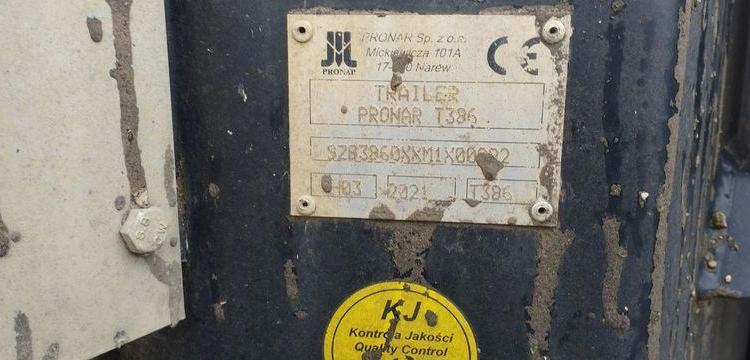 PRONAR Sp. z o.o.
Mickiewicza 101A
Narew
PRONAR
CE
TRAILER
PRONAR T386
2021
T386
KJ
Kontrola Jakości
Quality Control